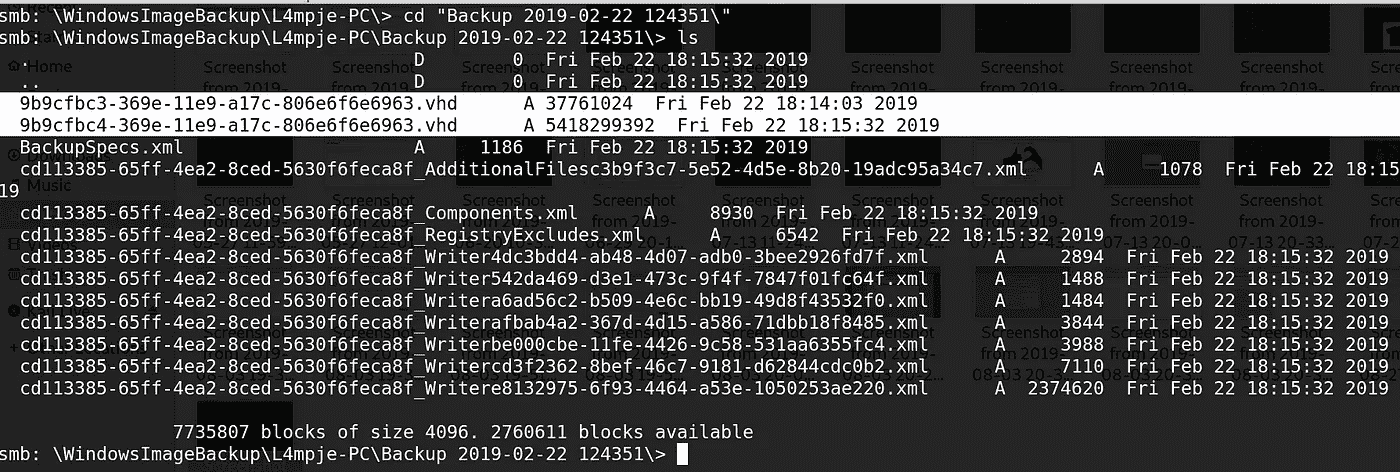 smb: \WindowsImageBackup\L4mpje-PC\> cd "Backup 2019-02-22 124351\"
smb: \WindowsImageBackup\L4mpje-PC\Backup 2019-02-22 124351\> ls
. D 0 Fri Feb 22 18:15:32 2019
.. D 0 Fri Feb 22 18:15:32 2019
9b9cfbc3-369e-11e9-a17c-806e6f6e6963.vhd A 37761024 Fri Feb 22 18:14:03 2019
9b9cfbc4-369e-11e9-a17c-806e6f6e6963.vhd A 5418299392 Fri Feb 22 18:15:32 2019
BackupSpecs.xml A 1186 Fri Feb 22 18:15:32 2019
cd113385-65ff-4ea2-8ced-5630f6feca8f_AdditionalFilesc3b9f3c7-5e52-4d5e-8b20-19adc95a34c7.xml A 1078 Fri Feb 22 18:15
19
cd113385-65ff-4ea2-8ced-5630f6feca8f_Components.xml A 8930 Fri Feb 22 18:15:32 2019
cd113385-65ff-4ea2-8ced-5630f6feca8f_RegistryExcludes.xml A 6542 Fri Feb 22 18:15:32 2019
cd113385-65ff-4ea2-8ced-5630f6feca8f_Writer4dc3bdd4-ab48-4d07-adb0-3bee2926fd7f.xml A 2894 Fri Feb 22 18:15:32 2019
cd113385-65ff-4ea2-8ced-5630f6feca8f_Writer542da469-d3e1-473c-9f4f-7847f01fc64f.xml A 1488 Fri Feb 22 18:15:32 2019
cd113385-65ff-4ea2-8ced-5630f6feca8f_Writera6ad56c2-b509-4e6c-bb19-49d8f43532f0.xml A 1484 Fri Feb 22 18:15:32 2019
cd113385-65ff-4ea2-8ced-5630f6feca8f_Writerafbab4a2-367d-4d15-a586-71dbb18f8485.xml A 3844 Fri Feb 22 18:15:32 2019
cd113385-65ff-4ea2-8ced-5630f6feca8f_Writerbe000cbe-11fe-4426-9c58-531aa6355fc4.xml A 3988 Fri Feb 22 18:15:32 2019
cd113385-65ff-4ea2-8ced-5630f6feca8f_Writercd3f2362-8bef-46c7-9181-d62844cdc0b2.xml A 7110 Fri Feb 22 18:15:32 2019
cd113385-65ff-4ea2-8ced-5630f6feca8f_Writere8132975-6f93-4464-a53e-1050253ae220.xml A 2374620 Fri Feb 22 18:15:32 2019
7735807 blocks of size 4096. 2760611 blocks available
smb: \WindowsImageBackup\L4mpje-PC\Backup 2019-02-22 124351\>